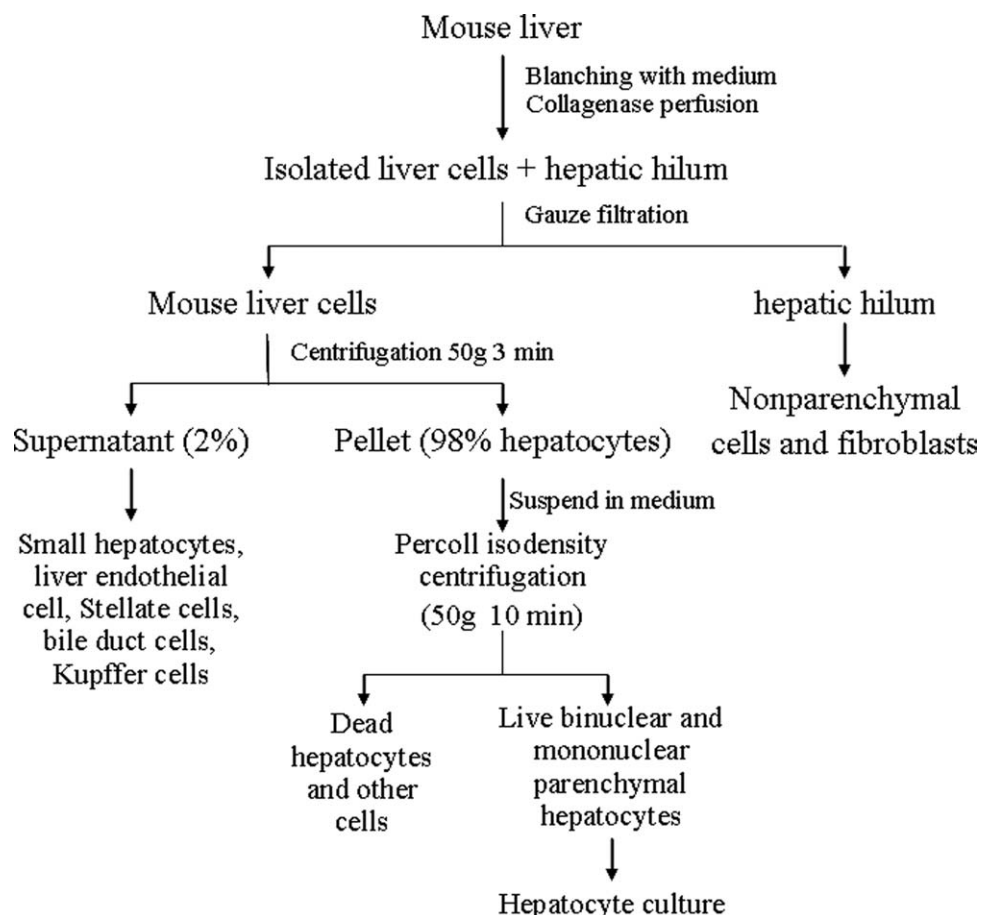 Mouse liver
Blanching with medium
Collagenase perfusion
Isolated liver cells + hepatic hilum
Gauze filtration
Mouse liver cells
hepatic hilum
Centrifugation 50g 3 min
Nonparenchymal
cells and fibroblasts
Supernatant (2%)
Pellet (98% hepatocytes)
Suspend in medium
Small hepatocytes,
liver endothelial
cell, Stellate cells,
bile duct cells,
Kupffer cells
Percoll isodensity
centrifugation
(50g 10 min)
Dead
hepatocytes
and other
cells
Live binuclear and
mononuclear
parenchymal
hepatocytes
Hepatocyte culture